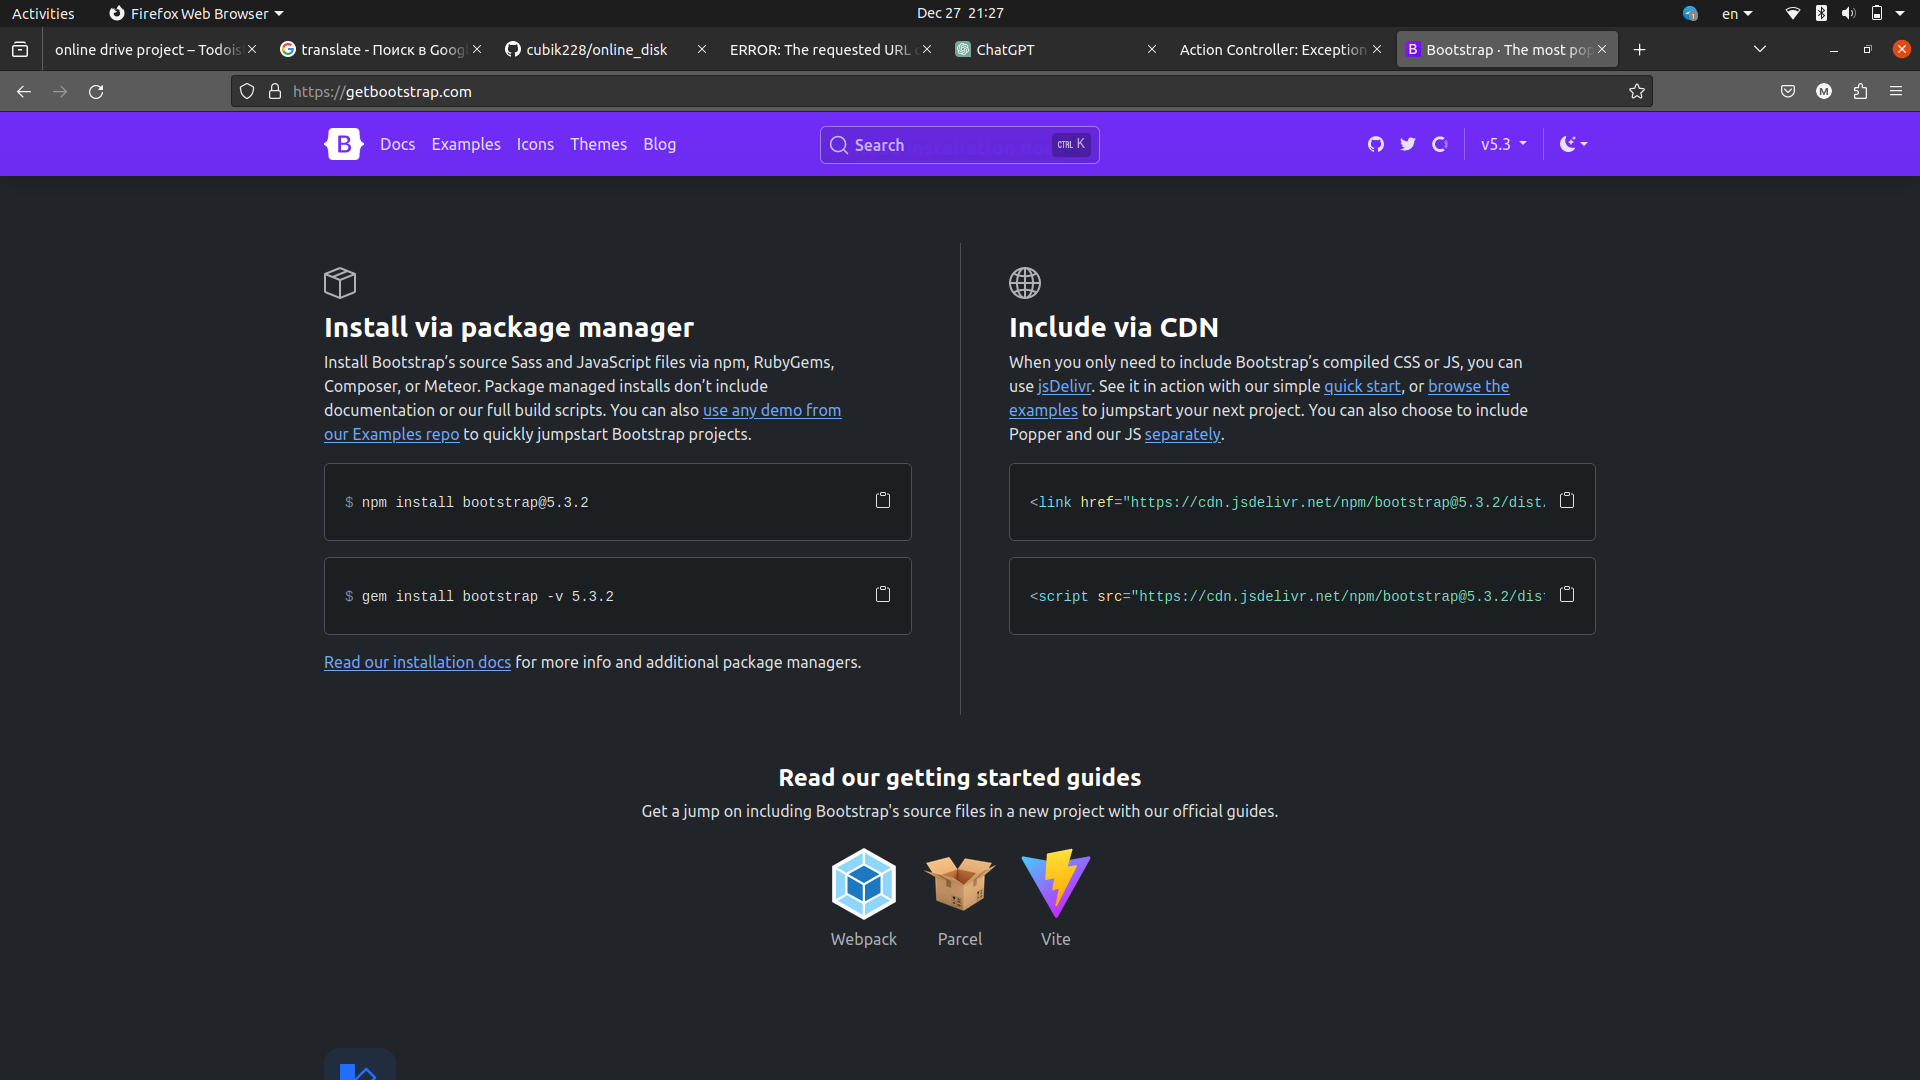 Activities
Firefox Web Browser
Dec 27 21:27
en
online drive project – Todois
translate - Поиск в Goog
cubik228/online_disk
ERROR: The requested URL
ChatGPT
Action Controller: Exception
Bootstrap · The most pop
https://getbootstrap.com
M
B
Docs
Examples
Icons
Themes
Blog
Search
CTRL K
v5.3
Install via package manager
Install Bootstrap’s source Sass and JavaScript files via npm, RubyGems,
Composer, or Meteor. Package managed installs don’t include
documentation or our full build scripts. You can also use any demo from
our Examples repo to quickly jumpstart Bootstrap projects.
$ npm install bootstrap@5.3.2
$ gem install bootstrap -v 5.3.2
Read our installation docs for more info and additional package managers.
Include via CDN
When you only need to include Bootstrap’s compiled CSS or JS, you can
use jsDelivr. See it in action with our simple quick start, or browse the
examples to jumpstart your next project. You can also choose to include
Popper and our JS separately.
<link href="https://cdn.jsdelivr.net/npm/bootstrap@5.3.2/dist/
<script src="https://cdn.jsdelivr.net/npm/bootstrap@5.3.2/dist
Read our getting started guides
Get a jump on including Bootstrap's source files in a new project with our official guides.
Webpack
Parcel
Vite